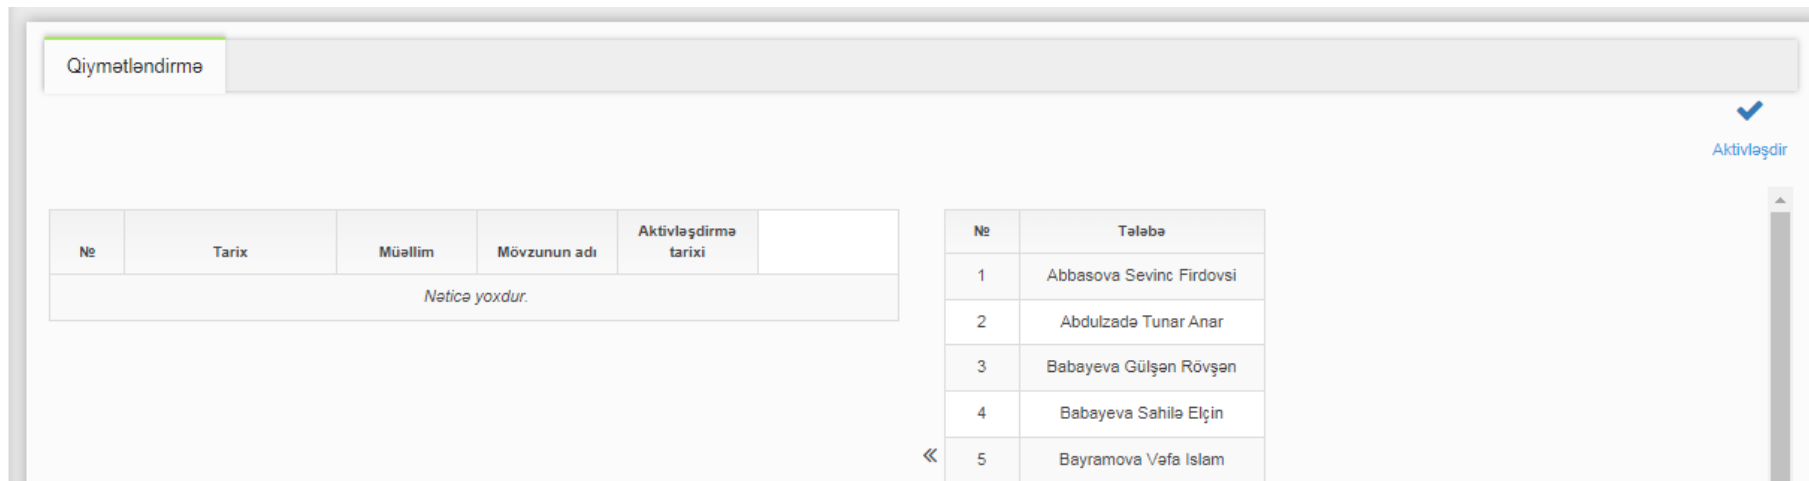 Qiymətləndirmə
Aktivləşdir
№ Tarix Müəllim Mövzunun adı Aktivləşdirmə tarixi
Nəticə yoxdur.
№ Tələbə
1 Abbasova Sevinc Firdovsi
2 Abdulzadə Tunar Anar
3 Babayeva Gülşən Rövşən
4 Babayeva Sahilə Elçin
5 Bayramova Vəfa Islam